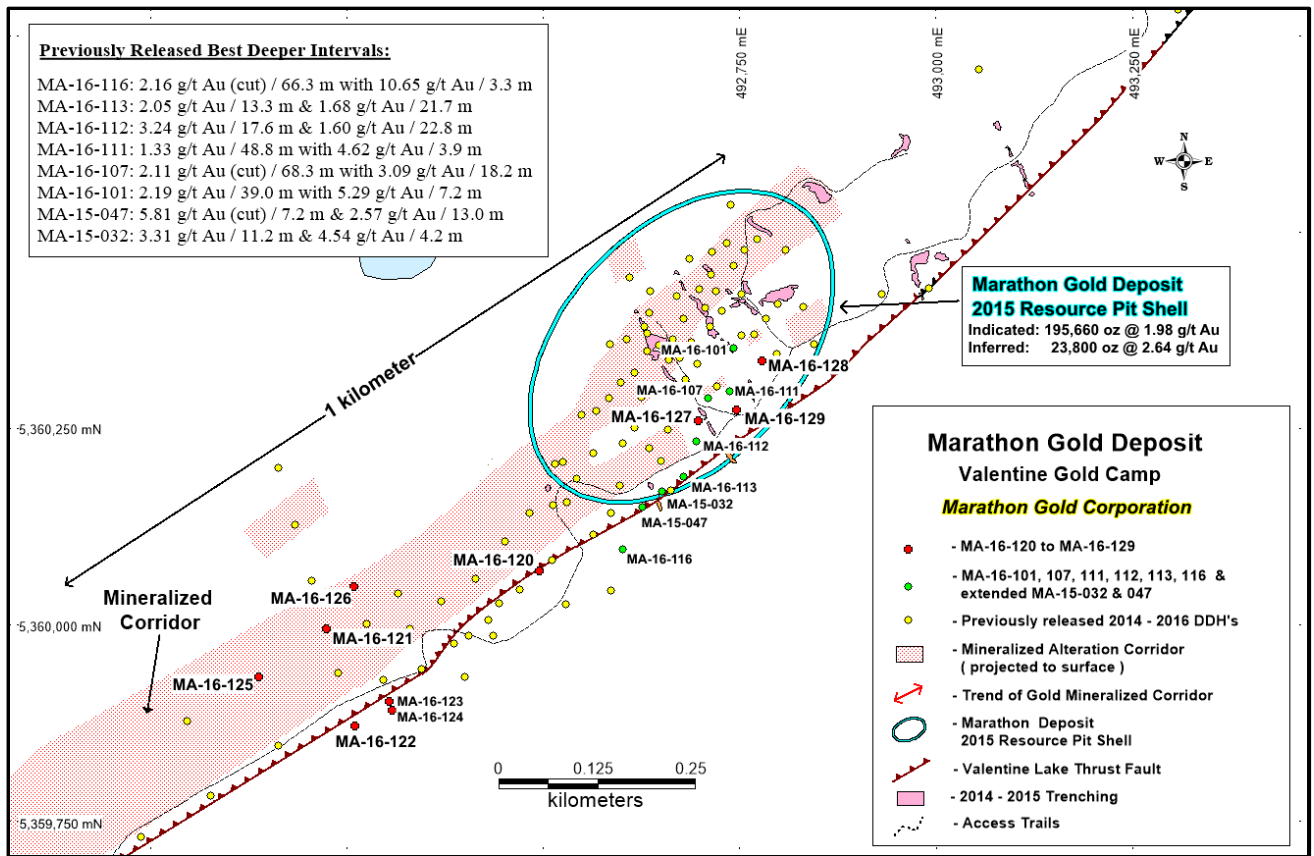 Previously Released Best Deeper Intervals:
MA-16-116: 2.16 g/t Au (cut) / 66.3 m with 10.65 g/t Au / 3.3 m
MA-16-113: 2.05 g/t Au / 13.3 m & 1.68 g/t Au / 21.7 m
MA-16-112: 3.24 g/t Au / 17.6 m & 1.60 g/t Au / 22.8 m
MA-16-111: 1.33 g/t Au / 48.8 m with 4.62 g/t Au / 3.9 m
MA-16-107: 2.11 g/t Au (cut) / 68.3 m with 3.09 g/t Au / 18.2 m
MA-16-101: 2.19 g/t Au / 39.0 m with 5.29 g/t Au / 7.2 m
MA-15-047: 5.81 g/t Au (cut) / 7.2 m & 2.57 g/t Au / 13.0 m
MA-15-032: 3.31 g/t Au / 11.2 m & 4.54 g/t Au / 4.2 m
492,750 mE
493,000 mE
493,250 mE
N
W E
S
Marathon Gold Deposit
2015 Resource Pit Shell
Indicated: 195,660 oz @ 1.98 g/t Au
Inferred: 23,800 oz @ 2.64 g/t Au
1 kilometer
MA-16-101
MA-16-128
MA-16-107
MA-16-111
MA-16-127
MA-16-129
5,360,250 mN
MA-16-112
MA-16-113
MA-15-032
MA-15-047
MA-16-116
MA-16-120
MA-16-126
Mineralized
Corridor
5,360,000 mN
MA-16-121
MA-16-125
MA-16-123
MA-16-124
MA-16-122
0 0.125 0.25
kilometers
5,359,750 mN
Marathon Gold Deposit
Valentine Gold Camp
Marathon Gold Corporation
- MA-16-120 to MA-16-129
- MA-16-101, 107, 111, 112, 113, 116 &
extended MA-15-032 & 047
- Previously released 2014 - 2016 DDH's
- Mineralized Alteration Corridor
( projected to surface )
- Trend of Gold Mineralized Corridor
- Marathon Deposit
2015 Resource Pit Shell
- Valentine Lake Thrust Fault
- 2014 - 2015 Trenching
- Access Trails